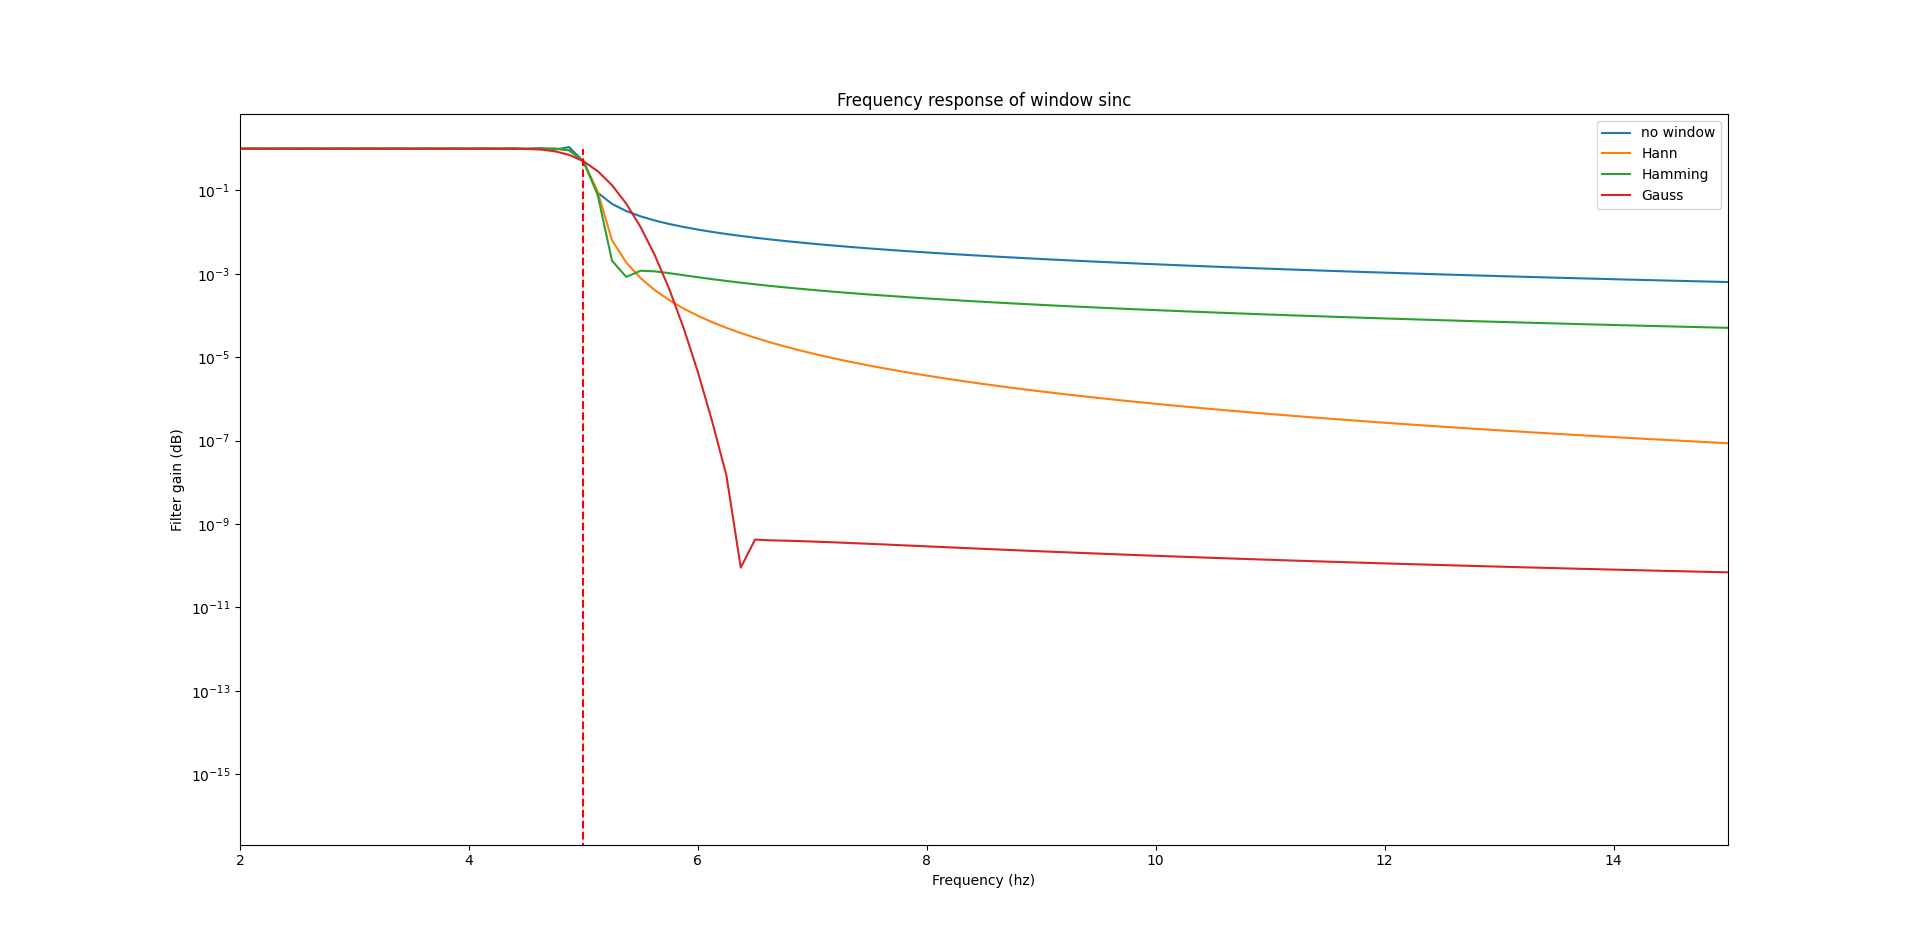 Frequency response of window sinc
no window
Hann
Hamming
Gauss
Filter gain (dB)
10⁻¹
10⁻³
10⁻⁵
10⁻⁷
10⁻⁹
10⁻¹¹
10⁻¹³
10⁻¹⁵
2 4 6 8 10 12 14
Frequency (hz)